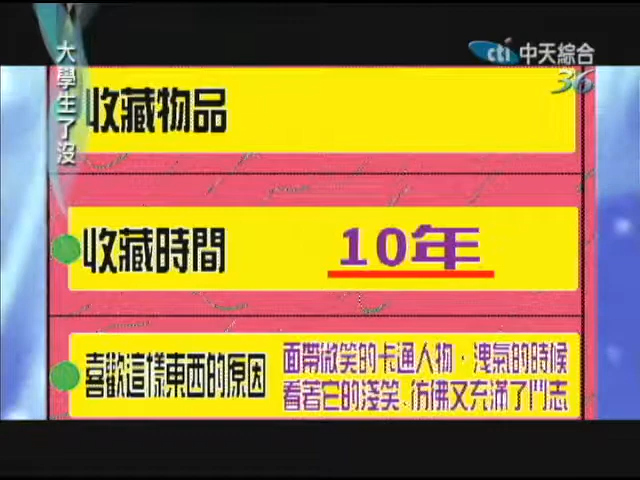 大學生了沒
cti 中天綜合
36
收藏物品
收藏時間
10年
喜歡這樣東西的原因
面帶微笑的卡通人物，洩氣的時候
看著它的淺笑、彷彿又充滿了鬥志